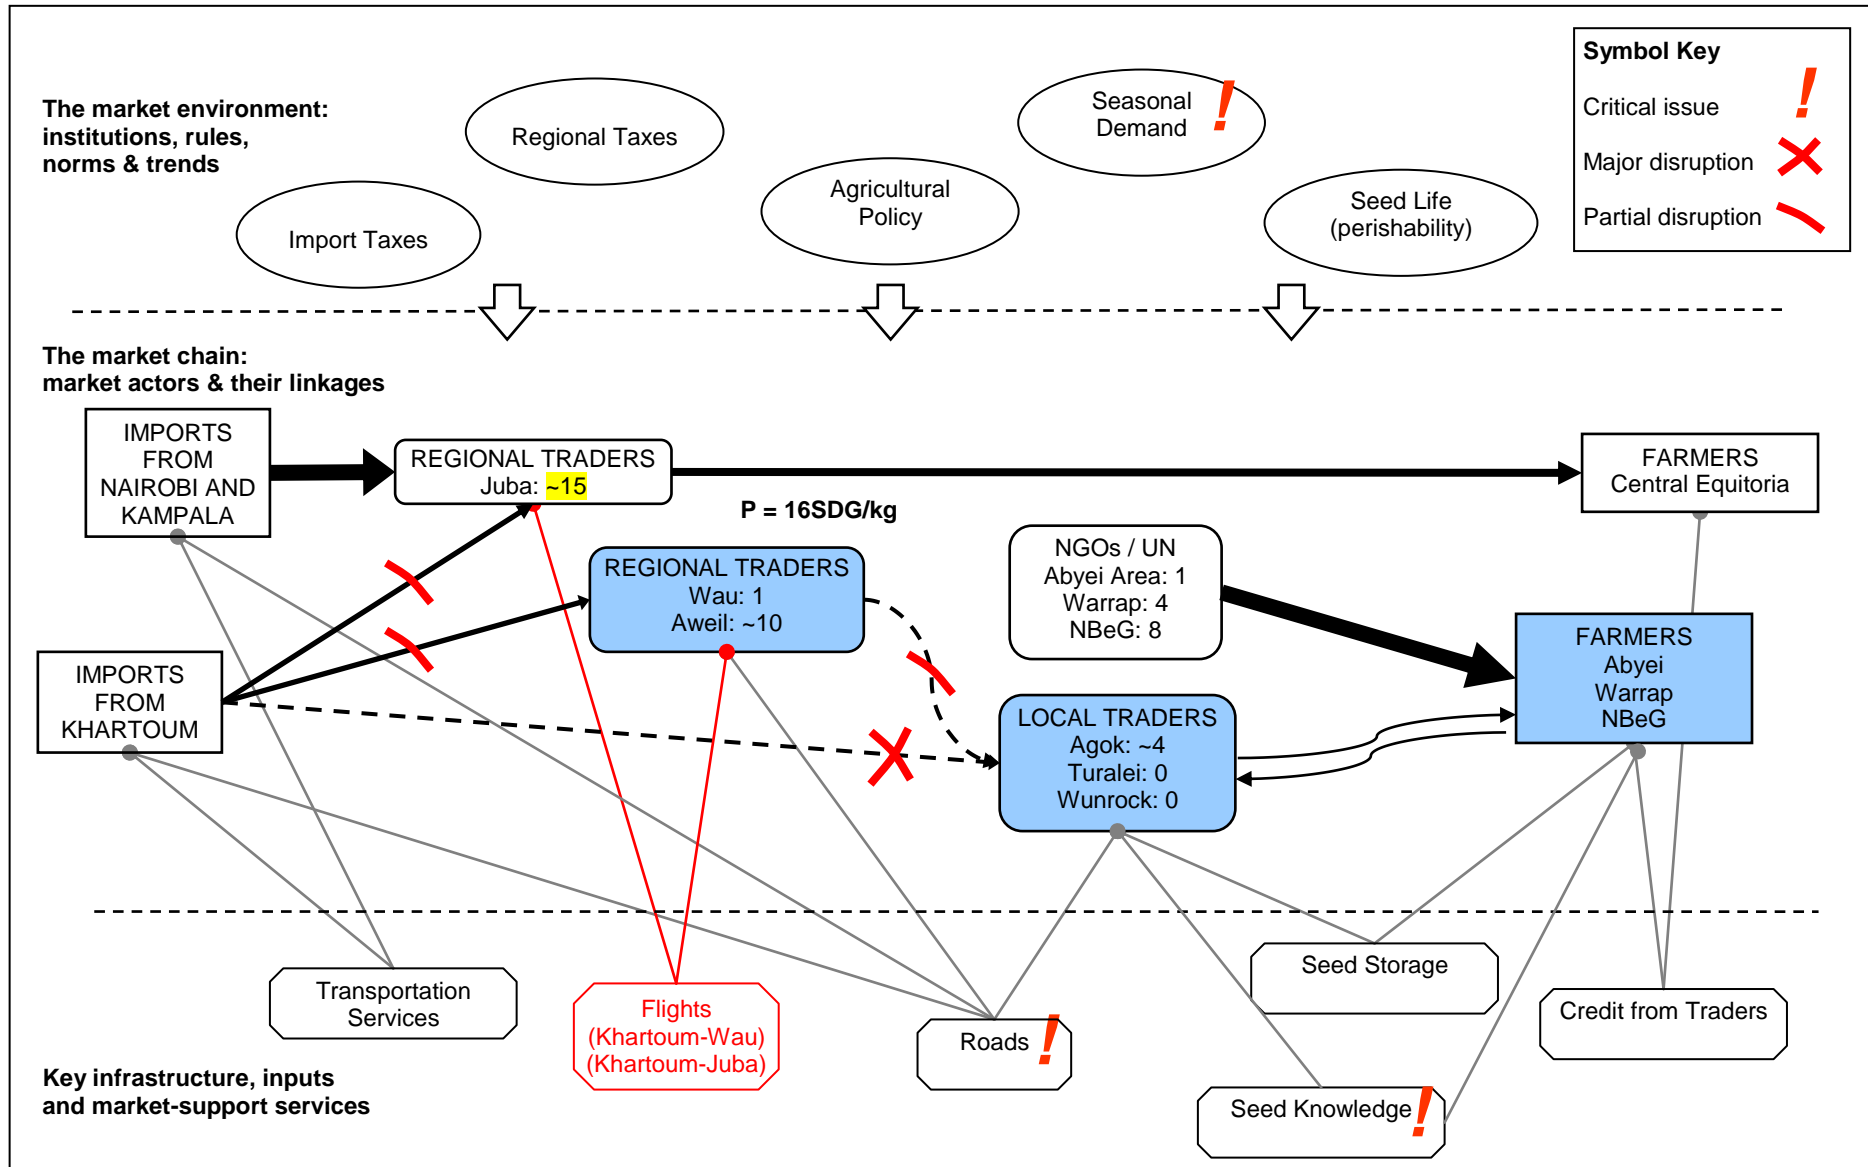 The market environment:
institutions, rules,
norms & trends
Import Taxes
Regional Taxes
Agricultural
Policy
Seasonal
Demand
!
Seed Life
(perishability)
Symbol Key
Critical issue !
Major disruption
Partial disruption
The market chain:
market actors & their linkages
IMPORTS
FROM
NAIROBI AND
KAMPALA
REGIONAL TRADERS
Juba: ~15
FARMERS
Central Equitoria
P = 16SDG/kg
REGIONAL TRADERS
Wau: 1
Aweil: ~10
NGOs / UN
Abyei Area: 1
Warrap: 4
NBeG: 8
IMPORTS
FROM
KHARTOUM
LOCAL TRADERS
Agok: ~4
Turalei: 0
Wunrock: 0
FARMERS
Abyei
Warrap
NBeG
Transportation
Services
Flights
(Khartoum-Wau)
(Khartoum-Juba)
Roads !
Seed Storage
Credit from Traders
Seed Knowledge !
Key infrastructure, inputs
and market-support services